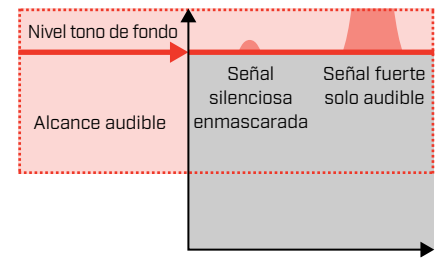 Nivel tono de fondo
Alcance audible
Señal
silenciosa
enmascarada
Señal fuerte
solo audible